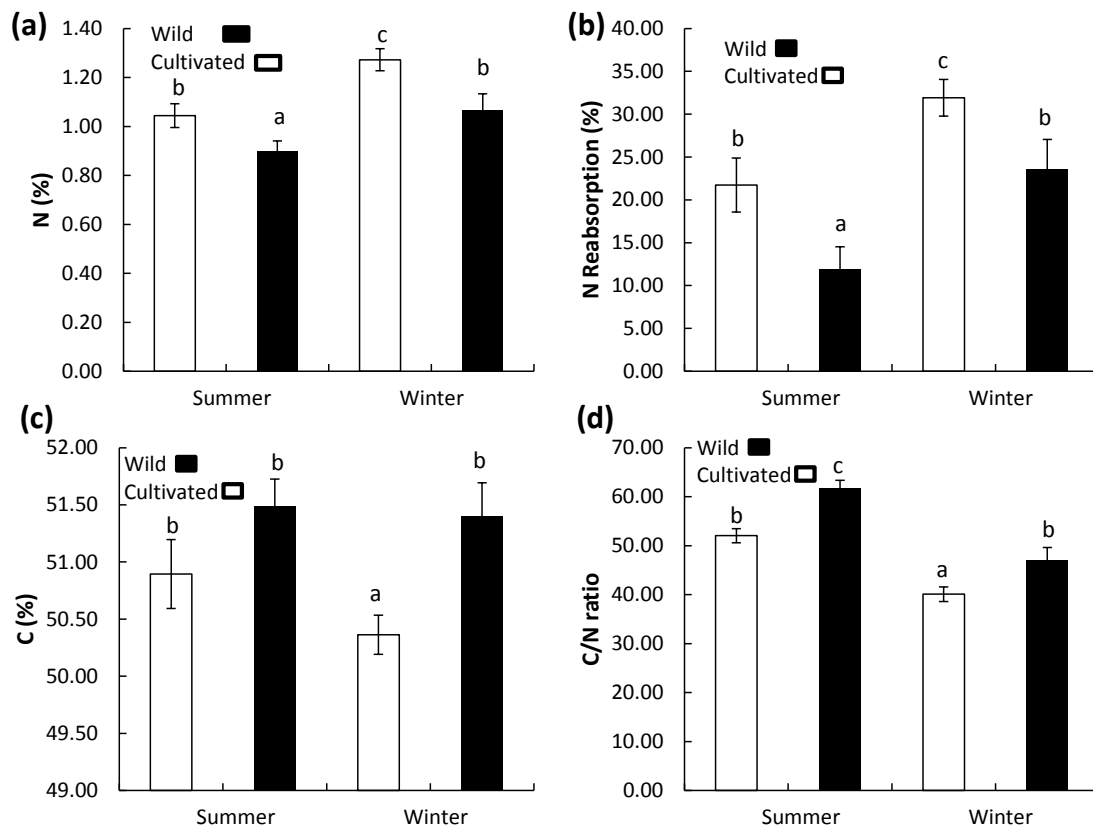 (a)
Wild
Cultivated
N (%)
1.40
1.20
1.00
0.80
0.60
0.40
0.20
0.00
b
a
c
b
Summer
Winter
(b)
Wild
Cultivated
N Reabsorption (%)
40.00
35.00
30.00
25.00
20.00
15.00
10.00
5.00
0.00
b
a
c
b
Summer
Winter
(c)
Wild
Cultivated
C (%)
52.00
51.50
51.00
50.50
50.00
49.50
49.00
b
b
a
b
Summer
Winter
(d)
Wild
Cultivated
C/N ratio
70.00
60.00
50.00
40.00
30.00
20.00
10.00
0.00
b
c
a
b
Summer
Winter